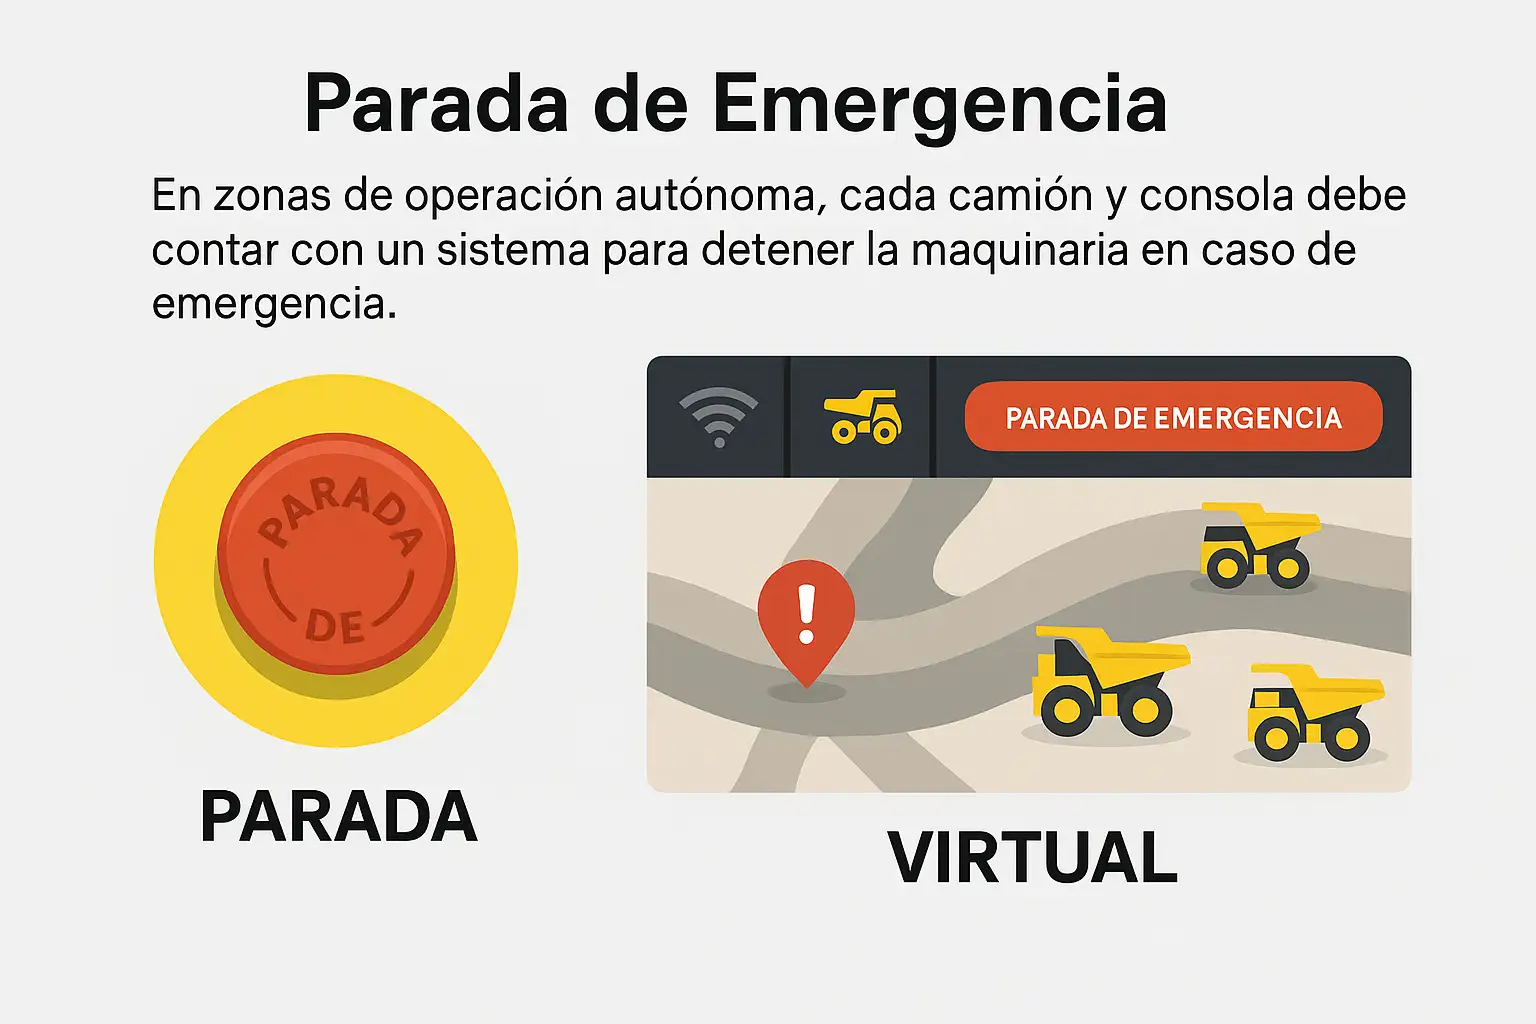 Parada de Emergencia
En zonas de operación autónoma, cada camión y consola debe
contar con un sistema para detener la maquinaria en caso de
emergencia.
PARADA
DE
PARADA
PARADA DE EMERGENCIA
!
VIRTUAL